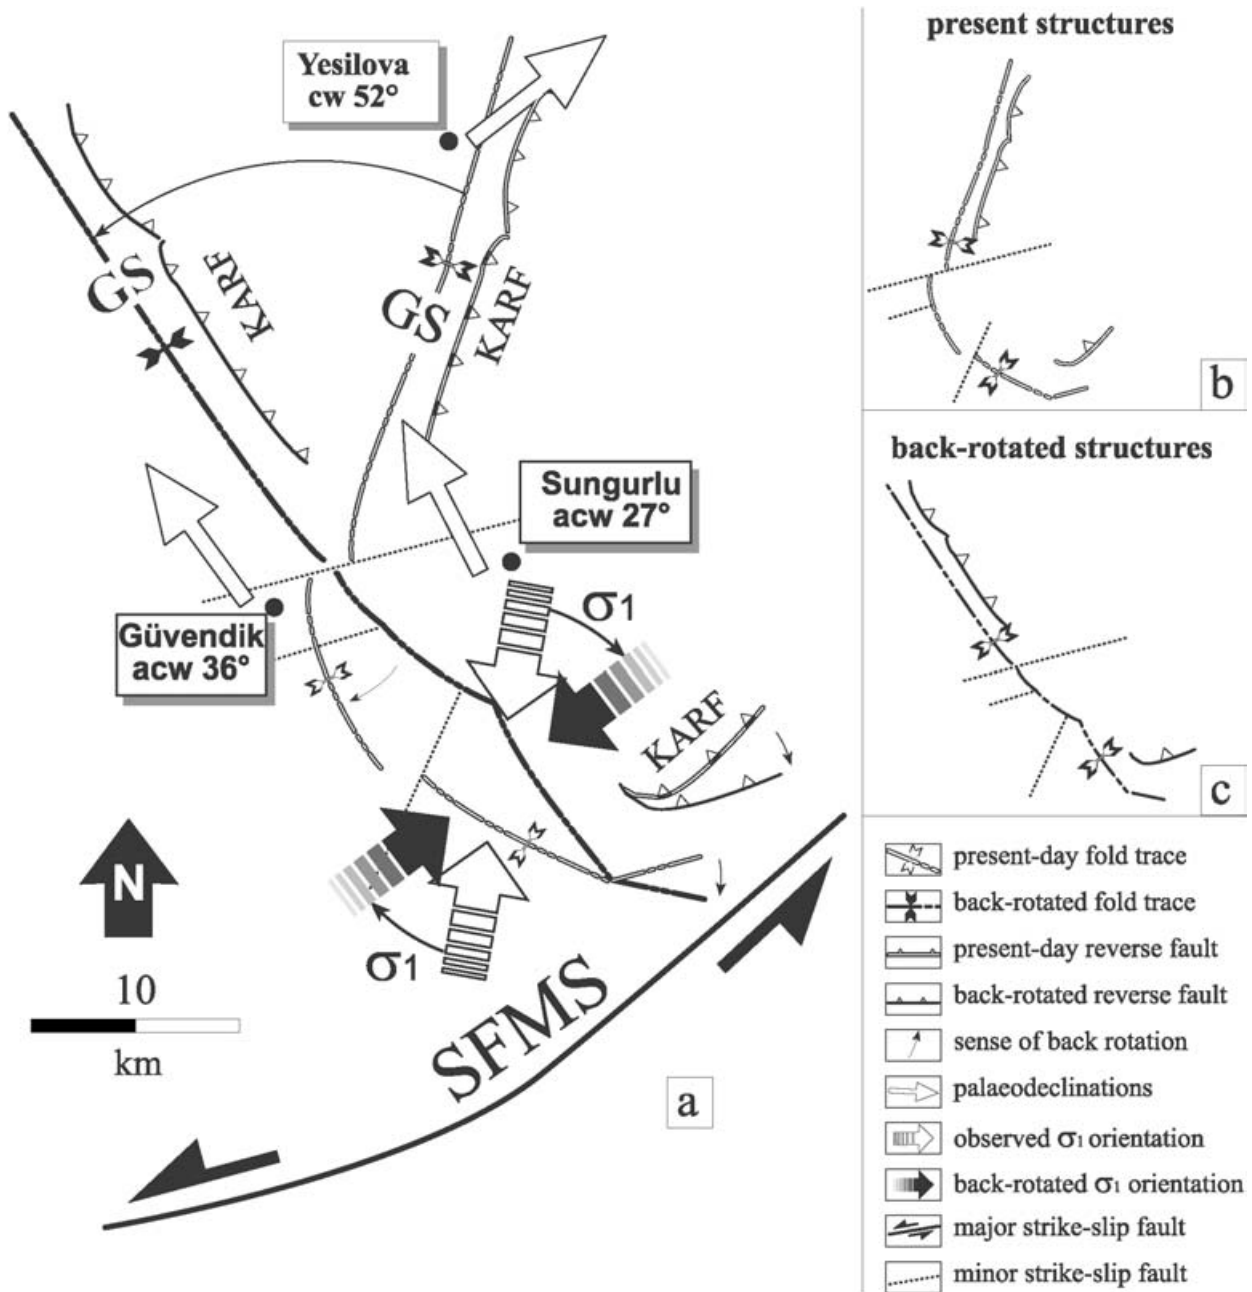 Yesilova
cw 52°
GS
KARF
GS
KARF
Sungurlu
acw 27°
Güvendik
acw 36°
σ1
KARF
σ1
N
10
km
SFMS
a
present structures
b
back-rotated structures
c
present-day fold trace
back-rotated fold trace
present-day reverse fault
back-rotated reverse fault
sense of back rotation
palaeodeclinations
observed σ1 orientation
back-rotated σ1 orientation
major strike-slip fault
minor strike-slip fault